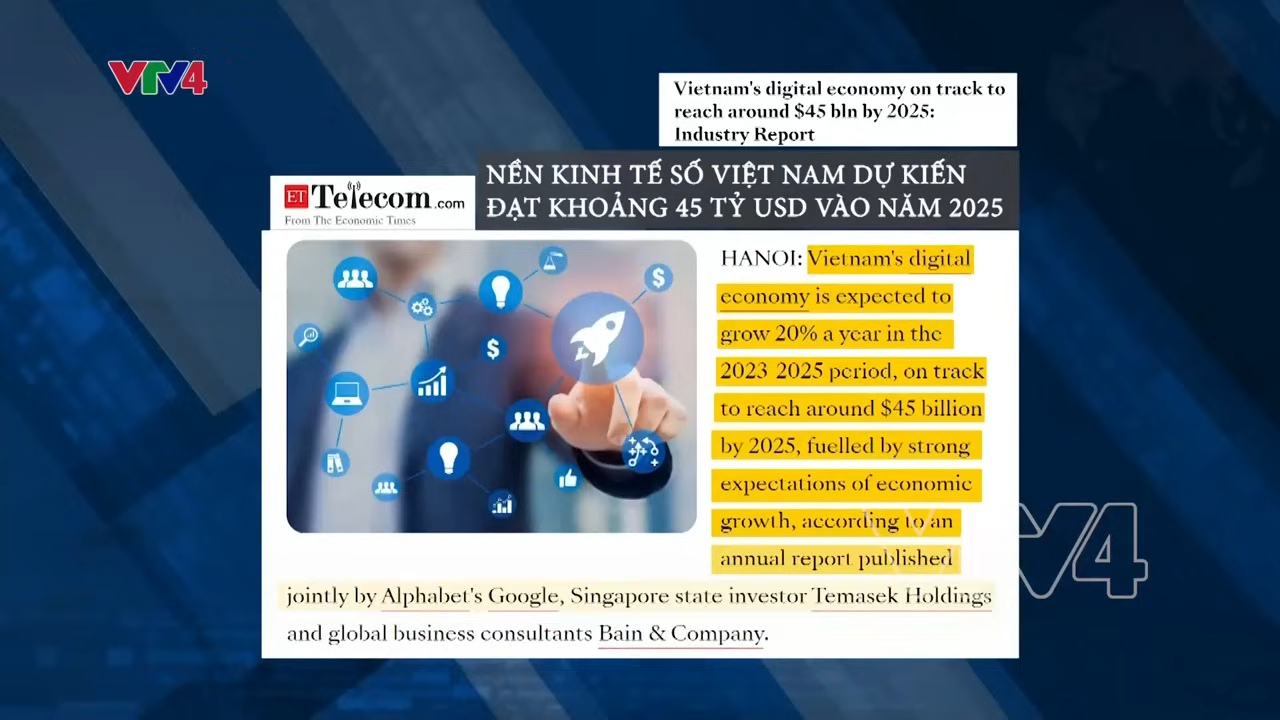 VTV4
Vietnam's digital economy on track to
reach around $45 bln by 2025:
Industry Report
NỀN KINH TẾ SỐ VIỆT NAM DỰ KIẾN
ĐẠT KHOẢNG 45 TỶ USD VÀO NĂM 2025
ET Telecom.com
From The Economic Times
HANOI: Vietnam's digital
economy is expected to
grow 20% a year in the
2023-2025 period, on track
to reach around $45 billion
by 2025, fuelled by strong
expectations of economic
growth, according to an
annual report published
jointly by Alphabet's Google, Singapore state investor Temasek Holdings
and global business consultants Bain & Company.
VTV4